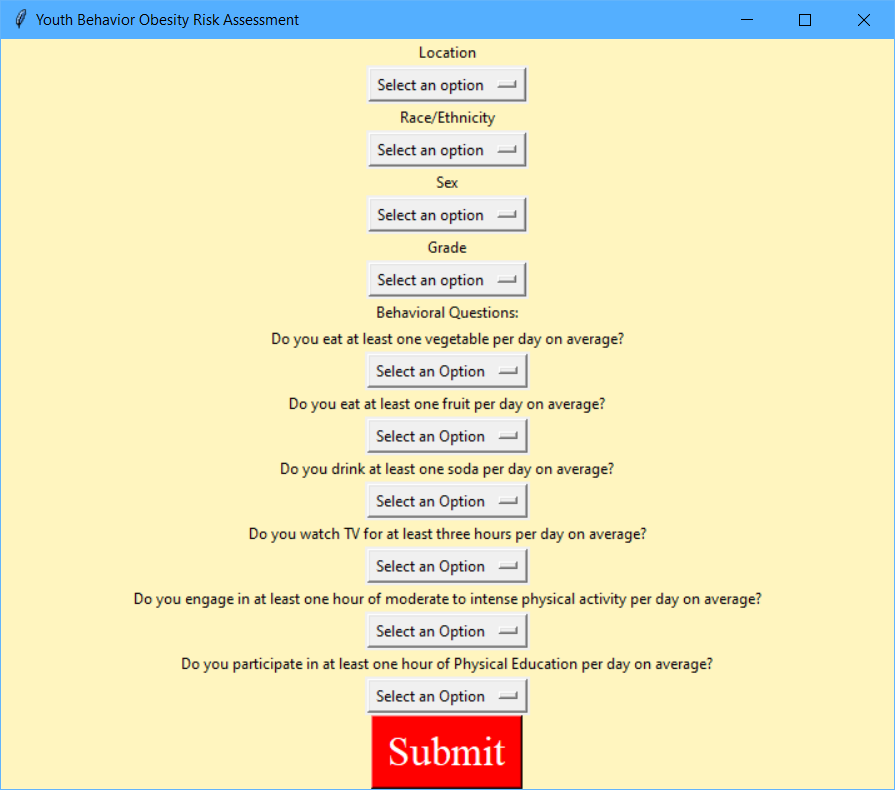 Youth Behavior Obesity Risk Assessment
Location
Select an option
Race/Ethnicity
Select an option
Sex
Select an option
Grade
Select an option
Behavioral Questions:
Do you eat at least one vegetable per day on average?
Select an Option
Do you eat at least one fruit per day on average?
Select an Option
Do you drink at least one soda per day on average?
Select an Option
Do you watch TV for at least three hours per day on average?
Select an Option
Do you engage in at least one hour of moderate to intense physical activity per day on average?
Select an Option
Do you participate in at least one hour of Physical Education per day on average?
Select an Option
Submit